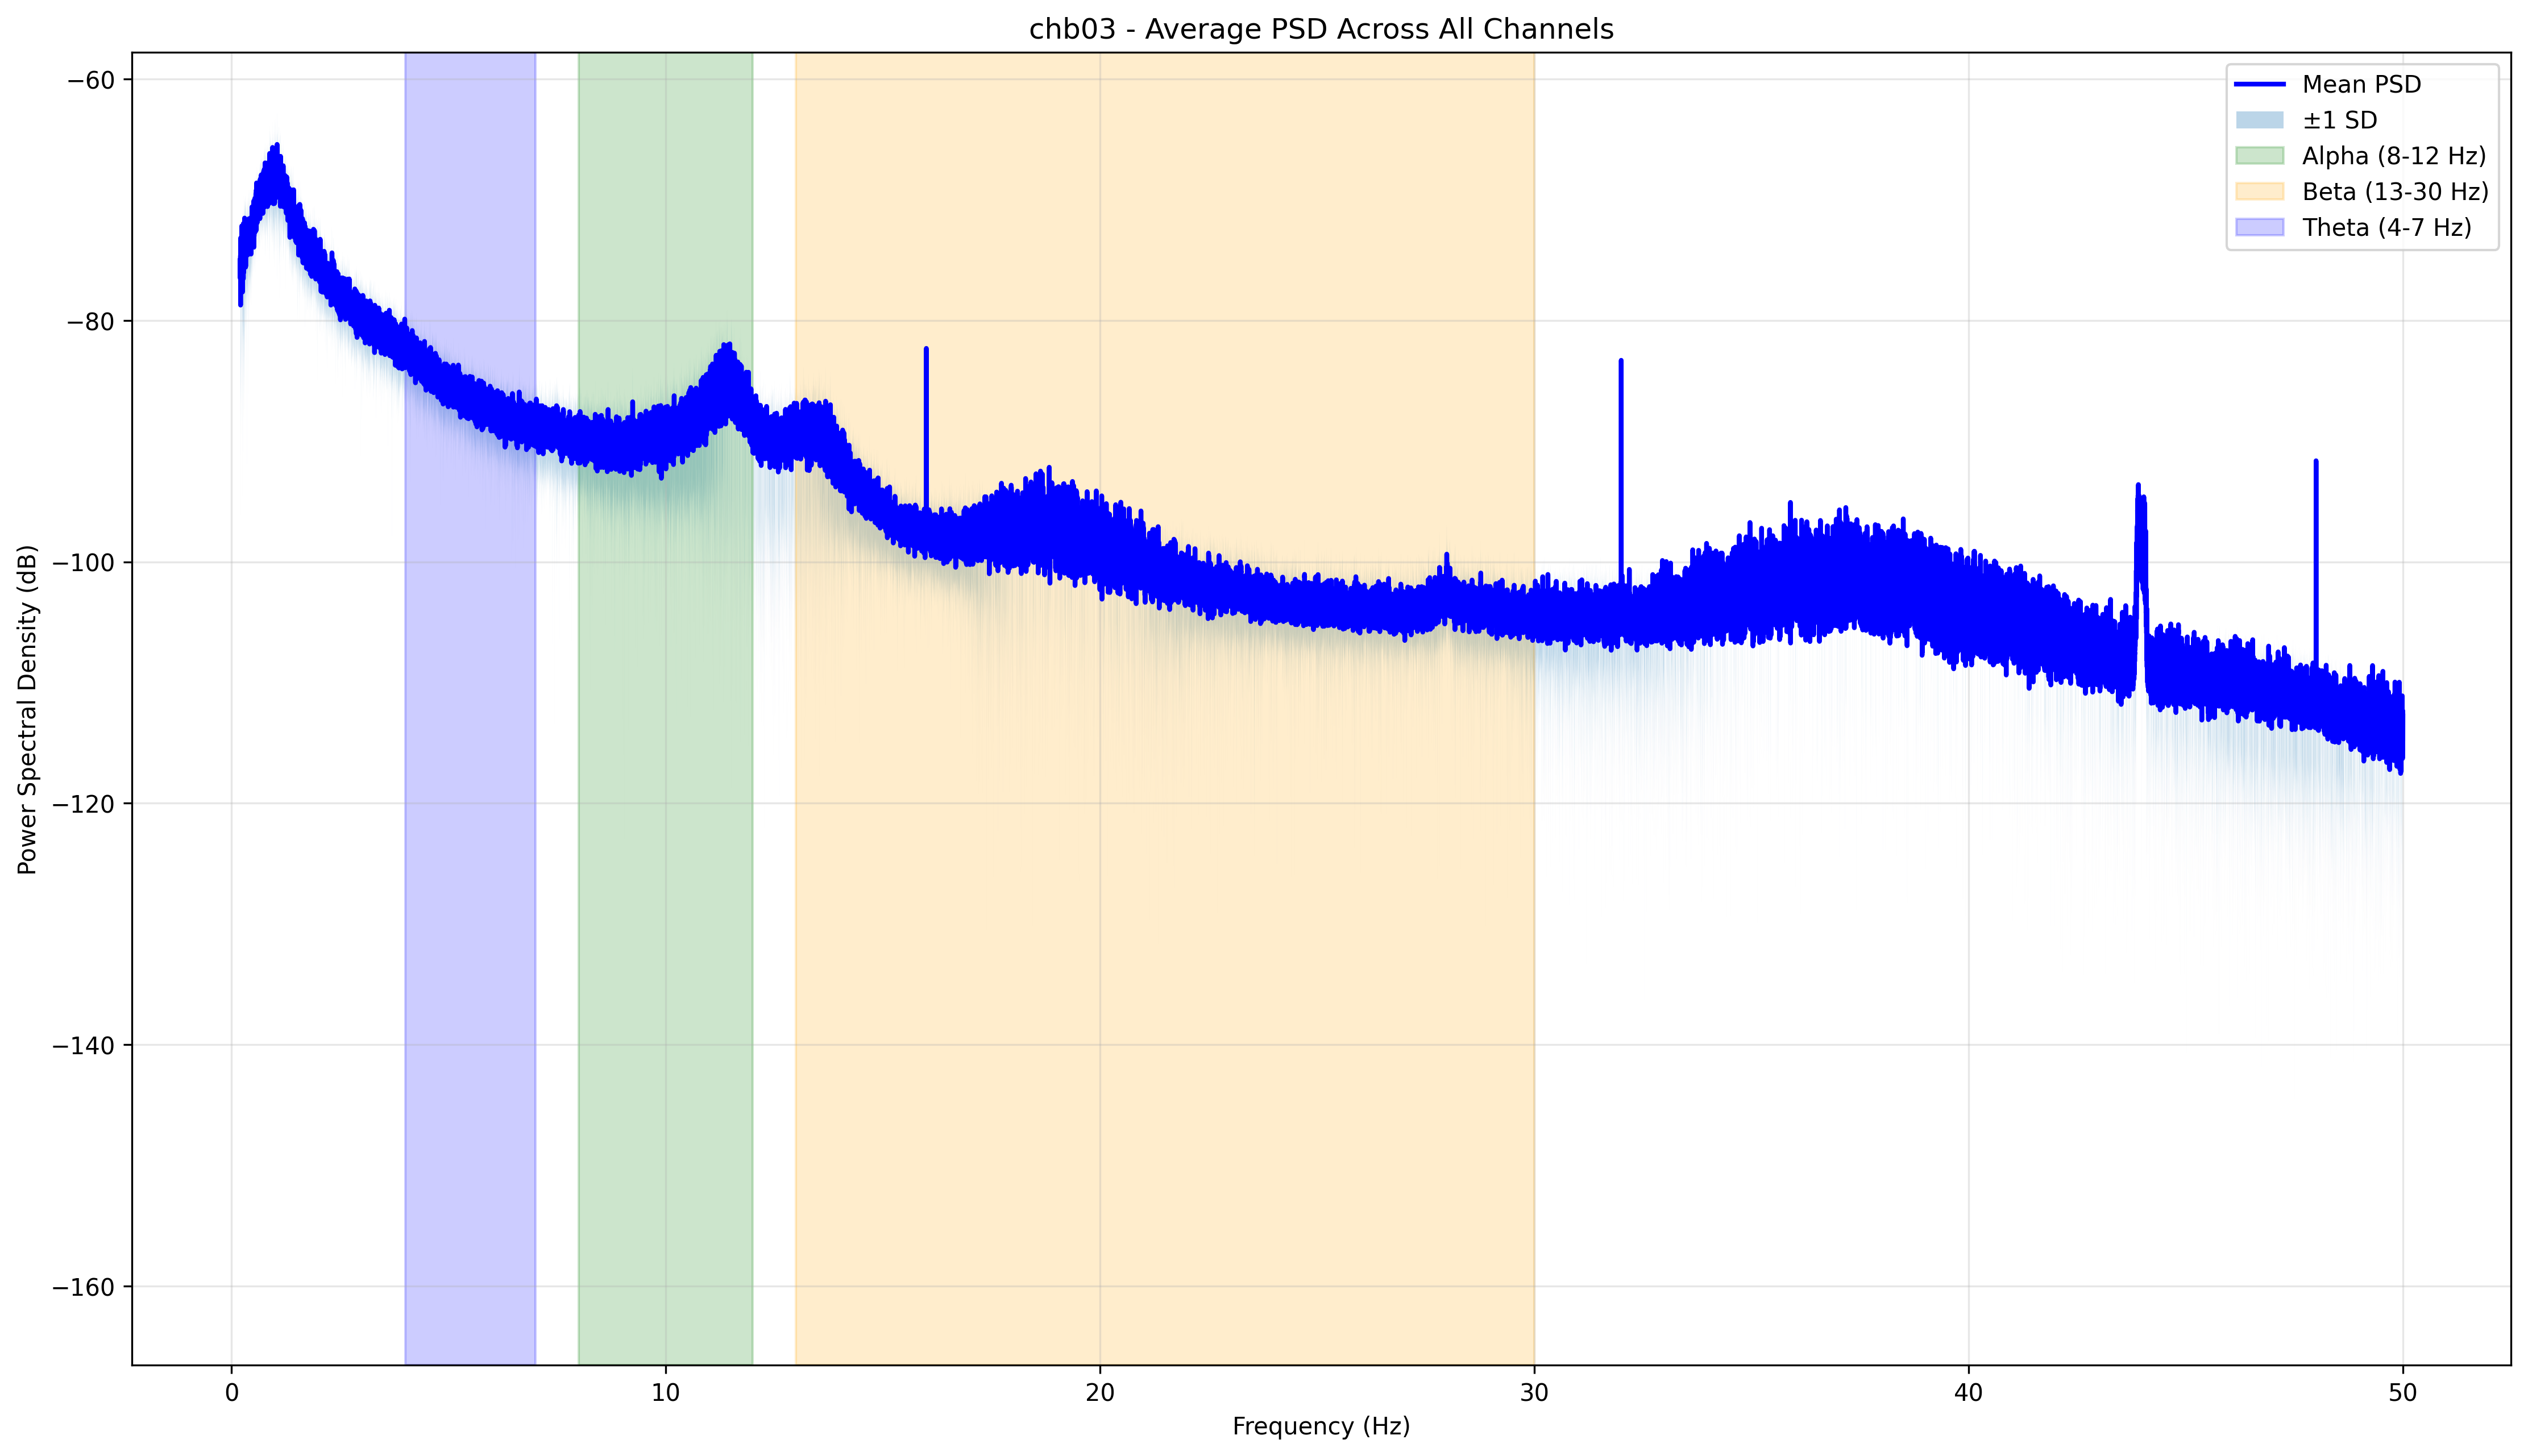 chb03 - Average PSD Across All Channels
Mean PSD
±1 SD
Alpha (8-12 Hz)
Beta (13-30 Hz)
Theta (4-7 Hz)
Power Spectral Density (dB)
−60
−80
−100
−120
−140
−160
0 10 20 30 40 50
Frequency (Hz)